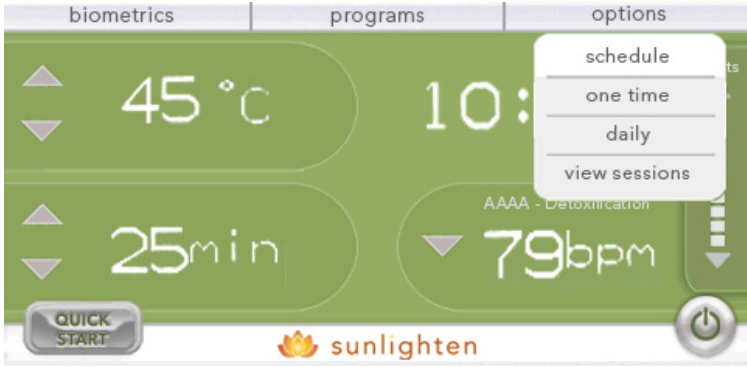 biometrics programs options
schedule
one time
daily
view sessions
45 °C 10:
AAAA - Detoxification
25min 79bpm
QUICK
START
sunlighten